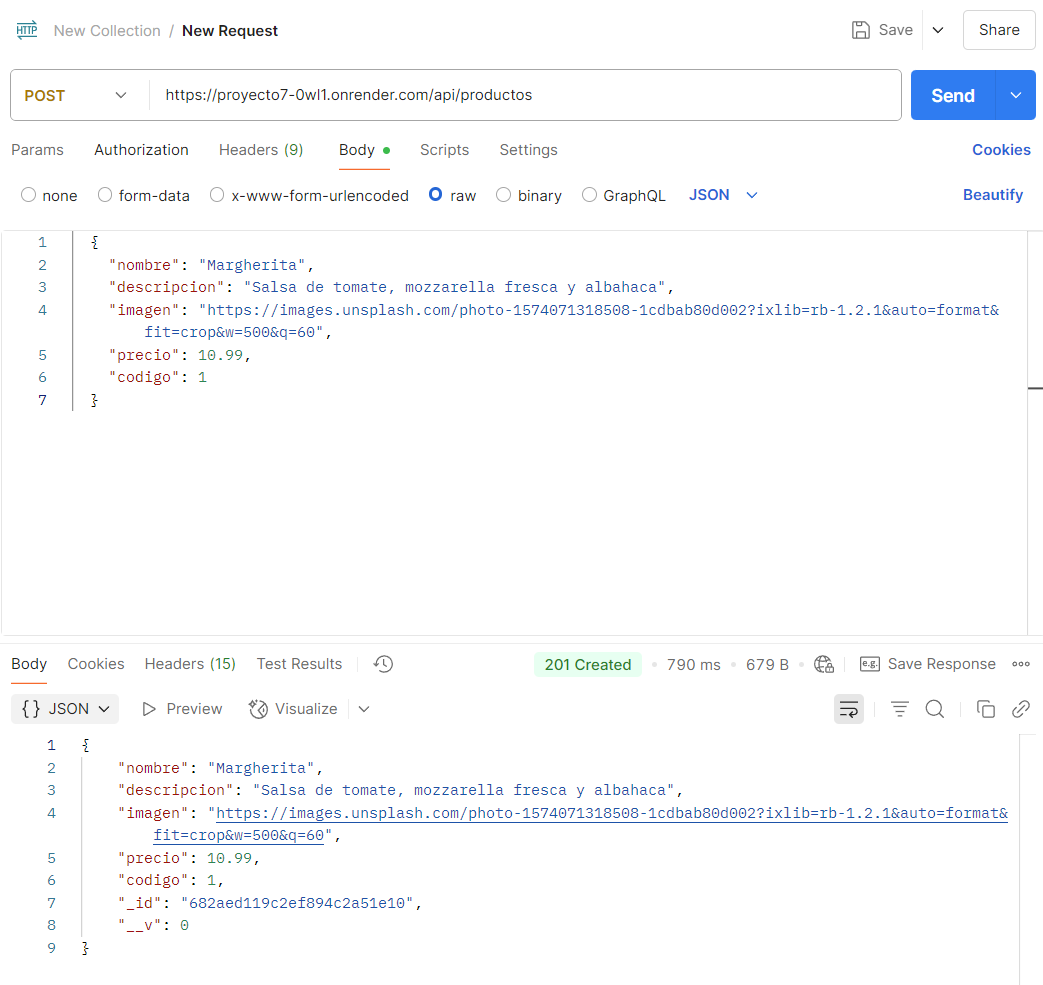 HTTP New Collection / New Request Save Share
POST https://proyecto7-0wl1.onrender.com/api/productos Send
Params Authorization Headers (9) Body Scripts Settings Cookies
none form-data x-www-form-urlencoded raw binary GraphQL JSON Beautify
1 {
2 "nombre": "Margherita",
3 "descripcion": "Salsa de tomate, mozzarella fresca y albahaca",
4 "imagen": "https://images.unsplash.com/photo-1574071318508-1cdbab80d002?ixlib=rb-1.2.1&auto=format&
fit=crop&w=500&q=60",
5 "precio": 10.99,
6 "codigo": 1
7 }
Body Cookies Headers (15) Test Results 201 Created 790 ms 679 B e.g. Save Response
{} JSON Preview Visualize
1 {
2 "nombre": "Margherita",
3 "descripcion": "Salsa de tomate, mozzarella fresca y albahaca",
4 "imagen": "https://images.unsplash.com/photo-1574071318508-1cdbab80d002?ixlib=rb-1.2.1&auto=format&
fit=crop&w=500&q=60",
5 "precio": 10.99,
6 "codigo": 1,
7 "_id": "682aed119c2ef894c2a51e10",
8 "__v": 0
9 }